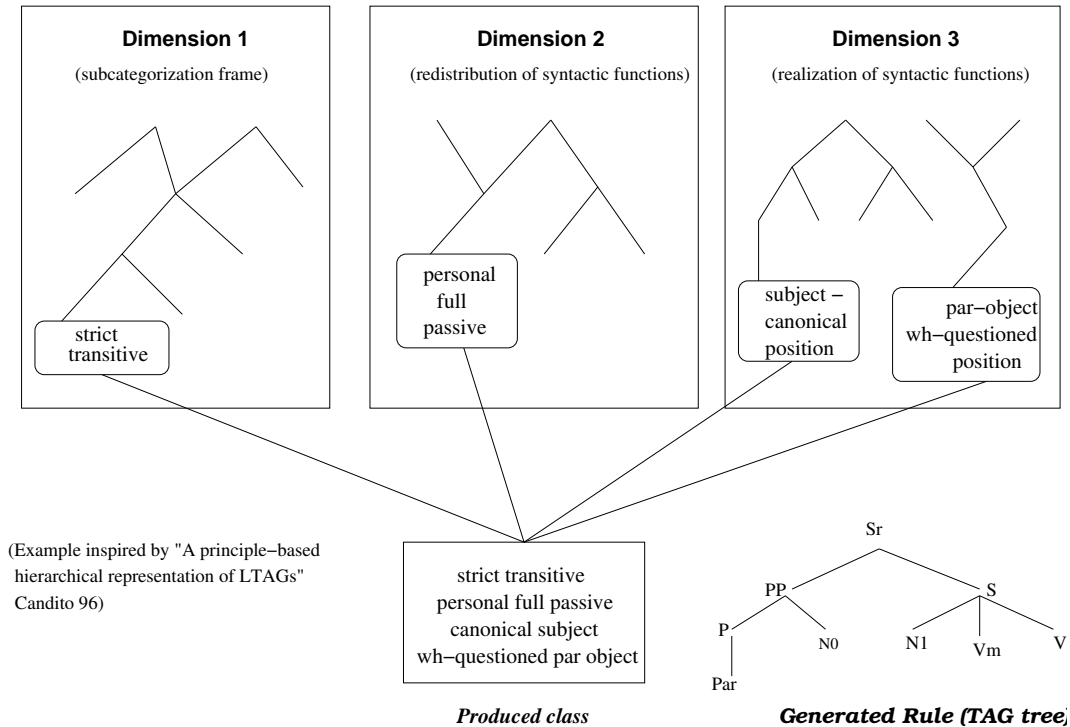 Dimension 1
(subcategorization frame)
strict
transitive
Dimension 2
(redistribution of syntactic functions)
personal
full
passive
Dimension 3
(realization of syntactic functions)
subject −
canonical
position
par−object
wh−questioned
position
(Example inspired by "A principle−based
hierarchical representation of LTAGs"
Candito 96)
strict transitive
personal full passive
canonical subject
wh−questioned par object
Produced class
Sr
PP S
P N0 N1 Vm V
Par
Generated Rule (TAG tree)